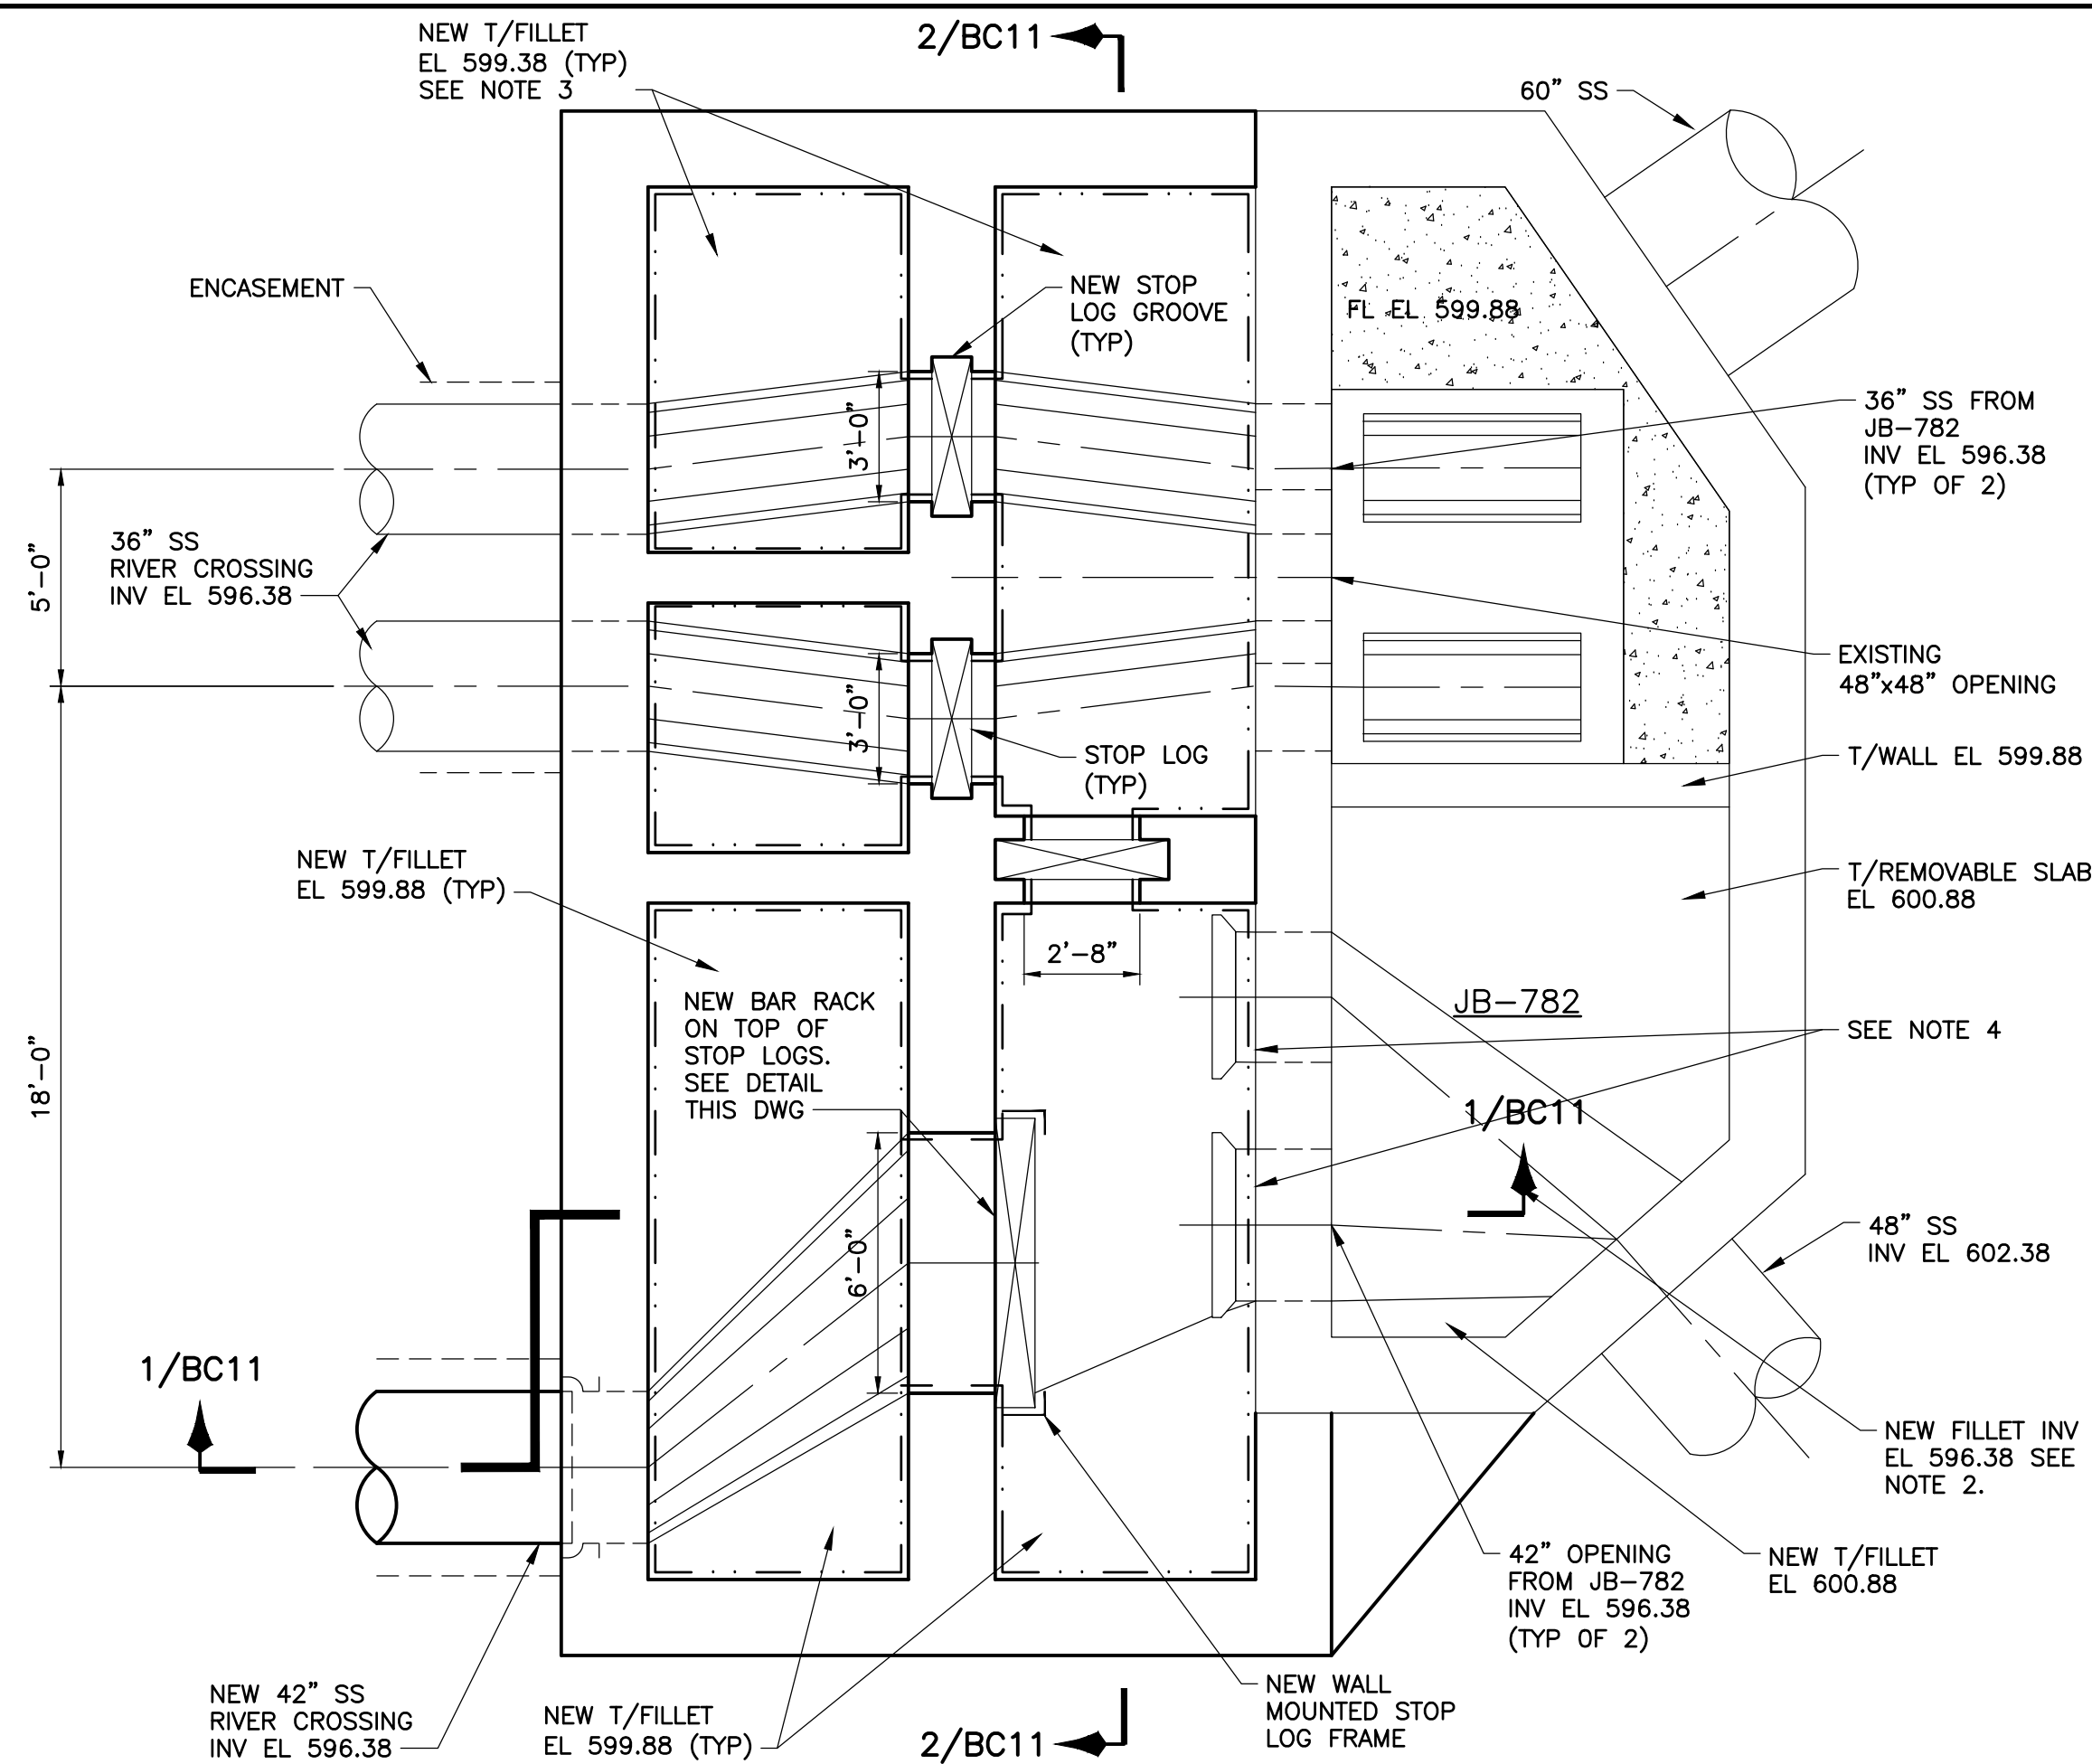 NEW T/FILLET
EL 599.38 (TYP)
SEE NOTE 3
2/BC11
60" SS
ENCASEMENT
NEW STOP
LOG GROOVE
(TYP)
FL EL 599.88
36" SS FROM
JB-782
INV EL 596.38
(TYP OF 2)
3'-0"
5'-0"
36" SS
RIVER CROSSING
INV EL 596.38
EXISTING
48"x48" OPENING
3'-0"
STOP LOG
(TYP)
T/WALL EL 599.88
NEW T/FILLET
EL 599.88 (TYP)
T/REMOVABLE SLAB
EL 600.88
2'-8"
NEW BAR RACK
ON TOP OF
STOP LOGS.
SEE DETAIL
THIS DWG
JB-782
SEE NOTE 4
18'-0"
1/BC11
6'-0"
48" SS
INV EL 602.38
1/BC11
NEW FILLET INV
EL 596.38 SEE
NOTE 2.
42" OPENING
FROM JB-782
INV EL 596.38
(TYP OF 2)
NEW T/FILLET
EL 600.88
NEW 42" SS
RIVER CROSSING
INV EL 596.38
NEW T/FILLET
EL 599.88 (TYP)
2/BC11
NEW WALL
MOUNTED STOP
LOG FRAME